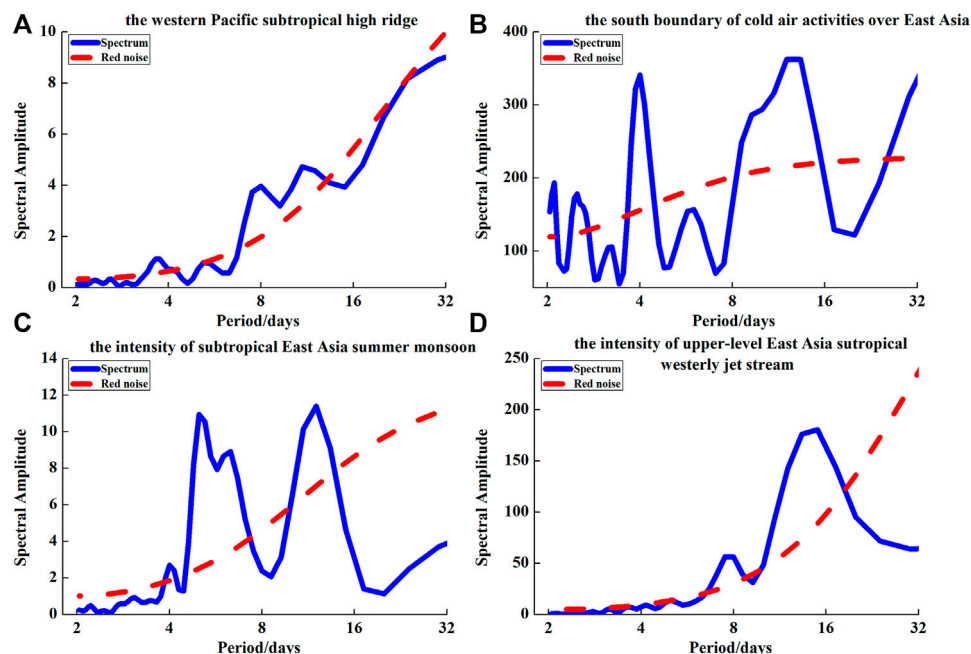 A
the western Pacific subtropical high ridge
Spectrum
Red noise
Spectral Amplitude
10
8
6
4
2
0
2 4 8 16 32
Period/days
B
the south boundary of cold air activities over East Asia
Spectrum
Red noise
Spectral Amplitude
400
300
200
100
2 4 8 16 32
Period/days
C
the intensity of subtropical East Asia summer monsoon
Spectrum
Red noise
Spectral Amplitude
14
12
10
8
6
4
2
0
2 4 8 16 32
Period/days
D
the intensity of upper-level East Asia sutropical
westerly jet stream
Spectrum
Red noise
Spectral Amplitude
250
200
150
100
50
0
2 4 8 16 32
Period/days